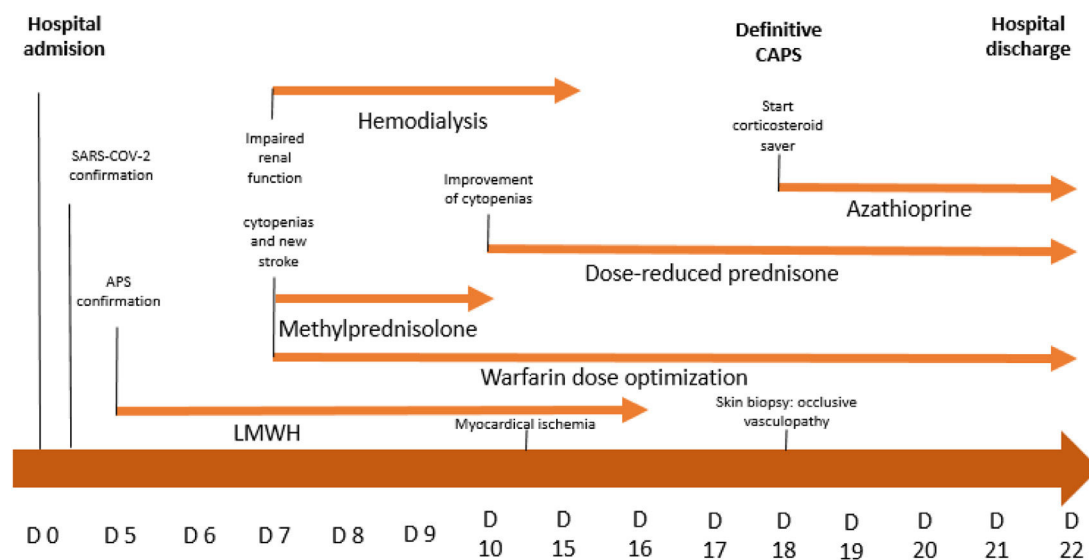 Hospital
admision
Definitive
CAPS
Hospital
discharge
Hemodialysis
Start
corticosteroid
saver
Impaired
renal
function
SARS-COV-2
confirmation
Improvement
of cytopenias
Azathioprine
cytopenias
and new
stroke
Dose-reduced prednisone
APS
confirmation
Methylprednisolone
Warfarin dose optimization
LMWH
Myocardical ischemia
Skin biopsy: occlusive
vasculopathy
D 0
D 5
D 6
D 7
D 8
D 9
D
10
D
15
D
16
D
17
D
18
D
19
D
20
D
21
D
22